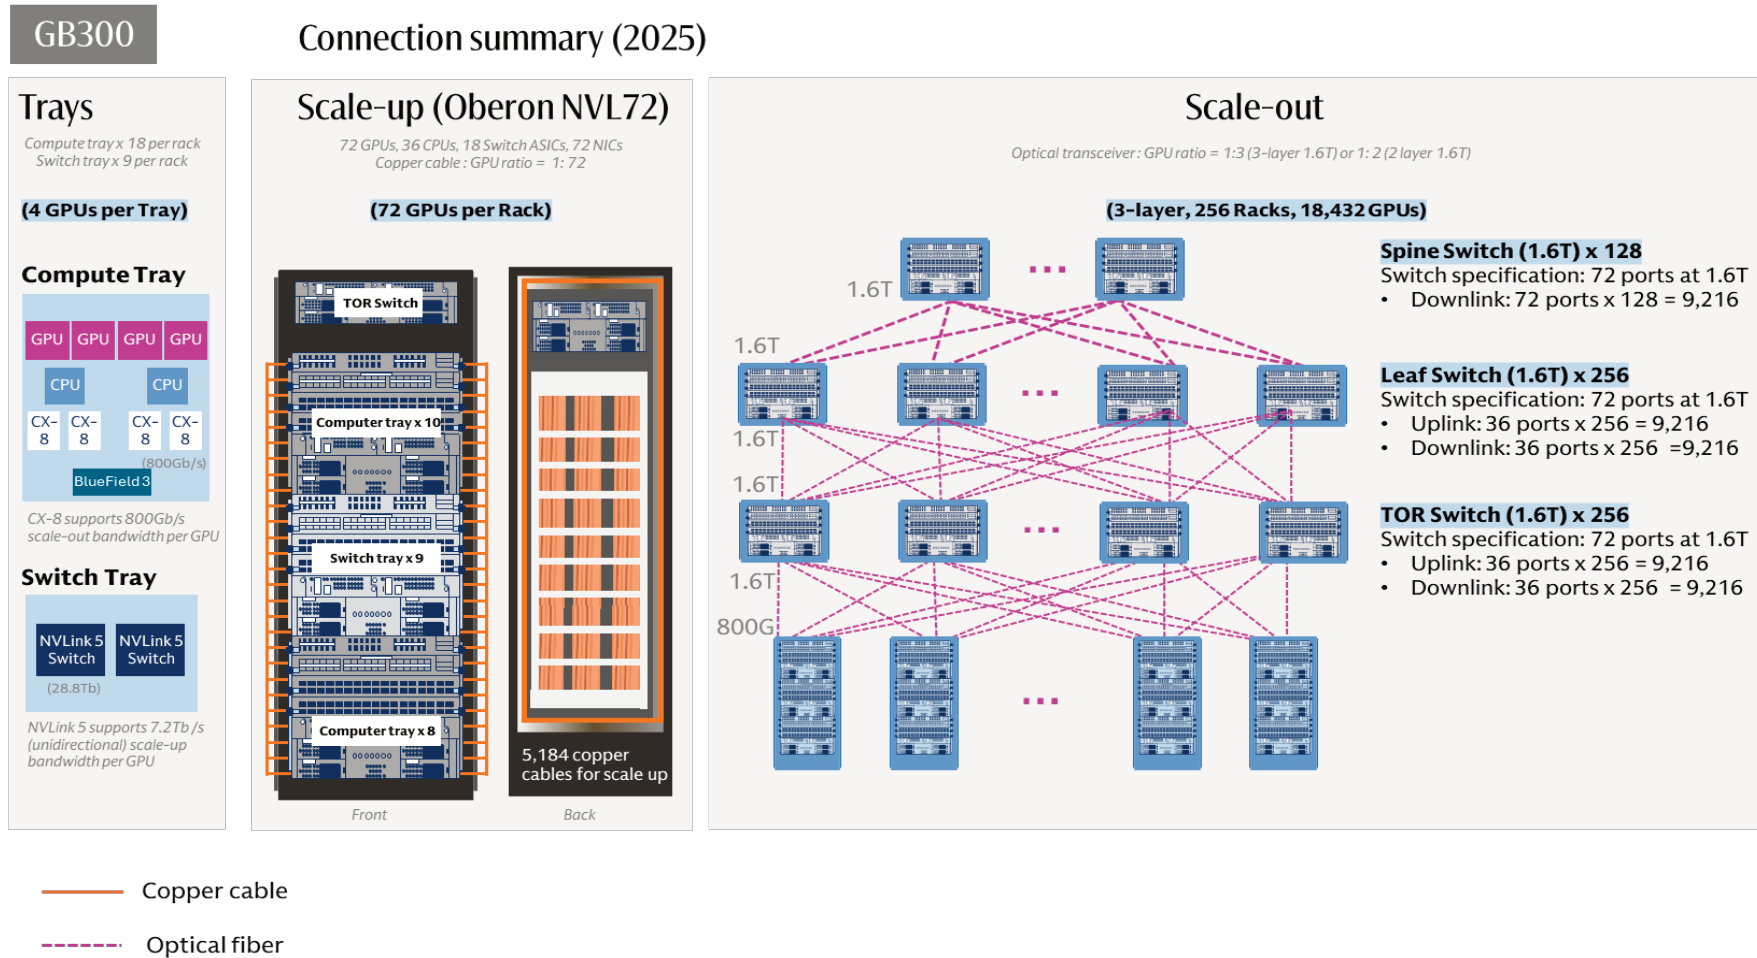 GB300
Connection summary (2025)
Trays
Compute tray x 18 per rack
Switch tray x 9 per rack
(4 GPUs per Tray)
Compute Tray
GPU GPU GPU GPU
CPU CPU
CX-8 CX-8 CX-8 CX-8
(800Gb/s)
BlueField 3
CX-8 supports 800Gb/s
scale-out bandwidth per GPU
Switch Tray
NVLink 5 Switch NVLink 5 Switch
(28.8Tb)
NVLink 5 supports 7.2Tb /s
(unidirectional) scale-up
bandwidth per GPU
Scale-up (Oberon NVL72)
72 GPUs, 36 CPUs, 18 Switch ASICs, 72 NICs
Copper cable : GPU ratio = 1: 72
(72 GPUs per Rack)
TOR Switch
Computer tray x 10
Switch tray x 9
Computer tray x 8
Front
5,184 copper
cables for scale up
Back
Scale-out
Optical transceiver : GPU ratio = 1:3 (3-layer 1.6T) or 1: 2 (2 layer 1.6T)
(3-layer, 256 Racks, 18,432 GPUs)
1.6T
1.6T
1.6T
1.6T
1.6T
800G
Spine Switch (1.6T) x 128
Switch specification: 72 ports at 1.6T
• Downlink: 72 ports x 128 = 9,216
Leaf Switch (1.6T) x 256
Switch specification: 72 ports at 1.6T
• Uplink: 36 ports x 256 = 9,216
• Downlink: 36 ports x 256 =9,216
TOR Switch (1.6T) x 256
Switch specification: 72 ports at 1.6T
• Uplink: 36 ports x 256 = 9,216
• Downlink: 36 ports x 256 = 9,216
Copper cable
Optical fiber